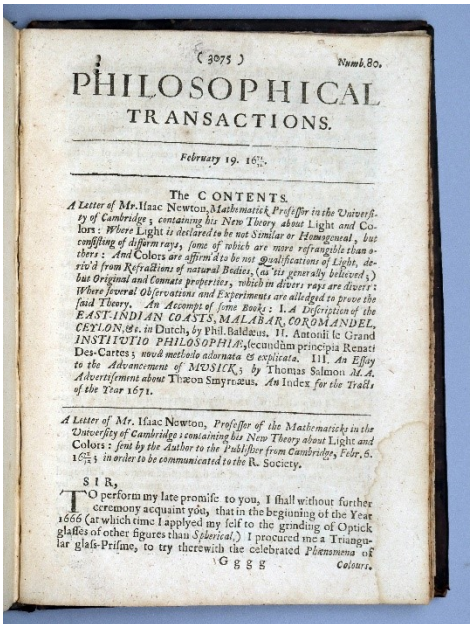 ( 3075 )
Numb.80.
PHILOSOPHICAL
TRANSACTIONS.
February 19. 167½.
The CONTENTS.
A Letter of Mr. Isaac Newton, Mathematick Professor in the Universi-
ty of Cambridge ; containing his New Theory about Light and Co-
lors : Where Light is declared to be not Similar or Homogeneal, but
consisting of difform rays, some of which are more refrangible than o-
thers : And Colors are affirm'd to be not Qualifications of Light, de-
riv'd from Refractions of natural Bodies, (as 'tis generally believed ;)
but Original and Connate properties, which in divers rays are divers :
Where several Observations and Experiments are alledged to prove the
said Theory. An Accompt of some Books : I. A Description of the
EAST-INDIAN COASTS, MALABAR, COROMANDEL,
CEYLON, &c. in Dutch, by Phil. Baldæus. II. Antonii le Grand
INSTITUTIO PHILOSOPHIÆ, secundùm principia Renati
Des-Cartes ; novâ methodo adornata & explicata. III. An Essay
to the Advancement of MUSICK ; by Thomas Salmon M.A.
Advertisement about Thæon Smyrnæus. An Index for the Tracts
of the Year 1671.
A Letter of Mr. Isaac Newton, Professor of the Mathematicks in the
University of Cambridge ; containing his New Theory about Light and
Colors : sent by the Author to the Publisher from Cambridge, Febr. 6.
167½ ; in order to be communicated to the R. Society.
SIR,
TO perform my late promise to you, I shall without further
ceremony acquaint you, that in the beginning of the Year
1666 (at which time I applyed my self to the grinding of Optick
glasses of other figures than Spherical,) I procured me a Triangu-
lar glass-Prisme, to try therewith the celebrated Phænomena of
Gggg
Colours.